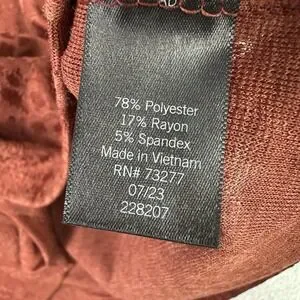 78% Polyester
17% Rayon
5% Spandex
Made in Vietnam
RN# 73277
07/23
228207